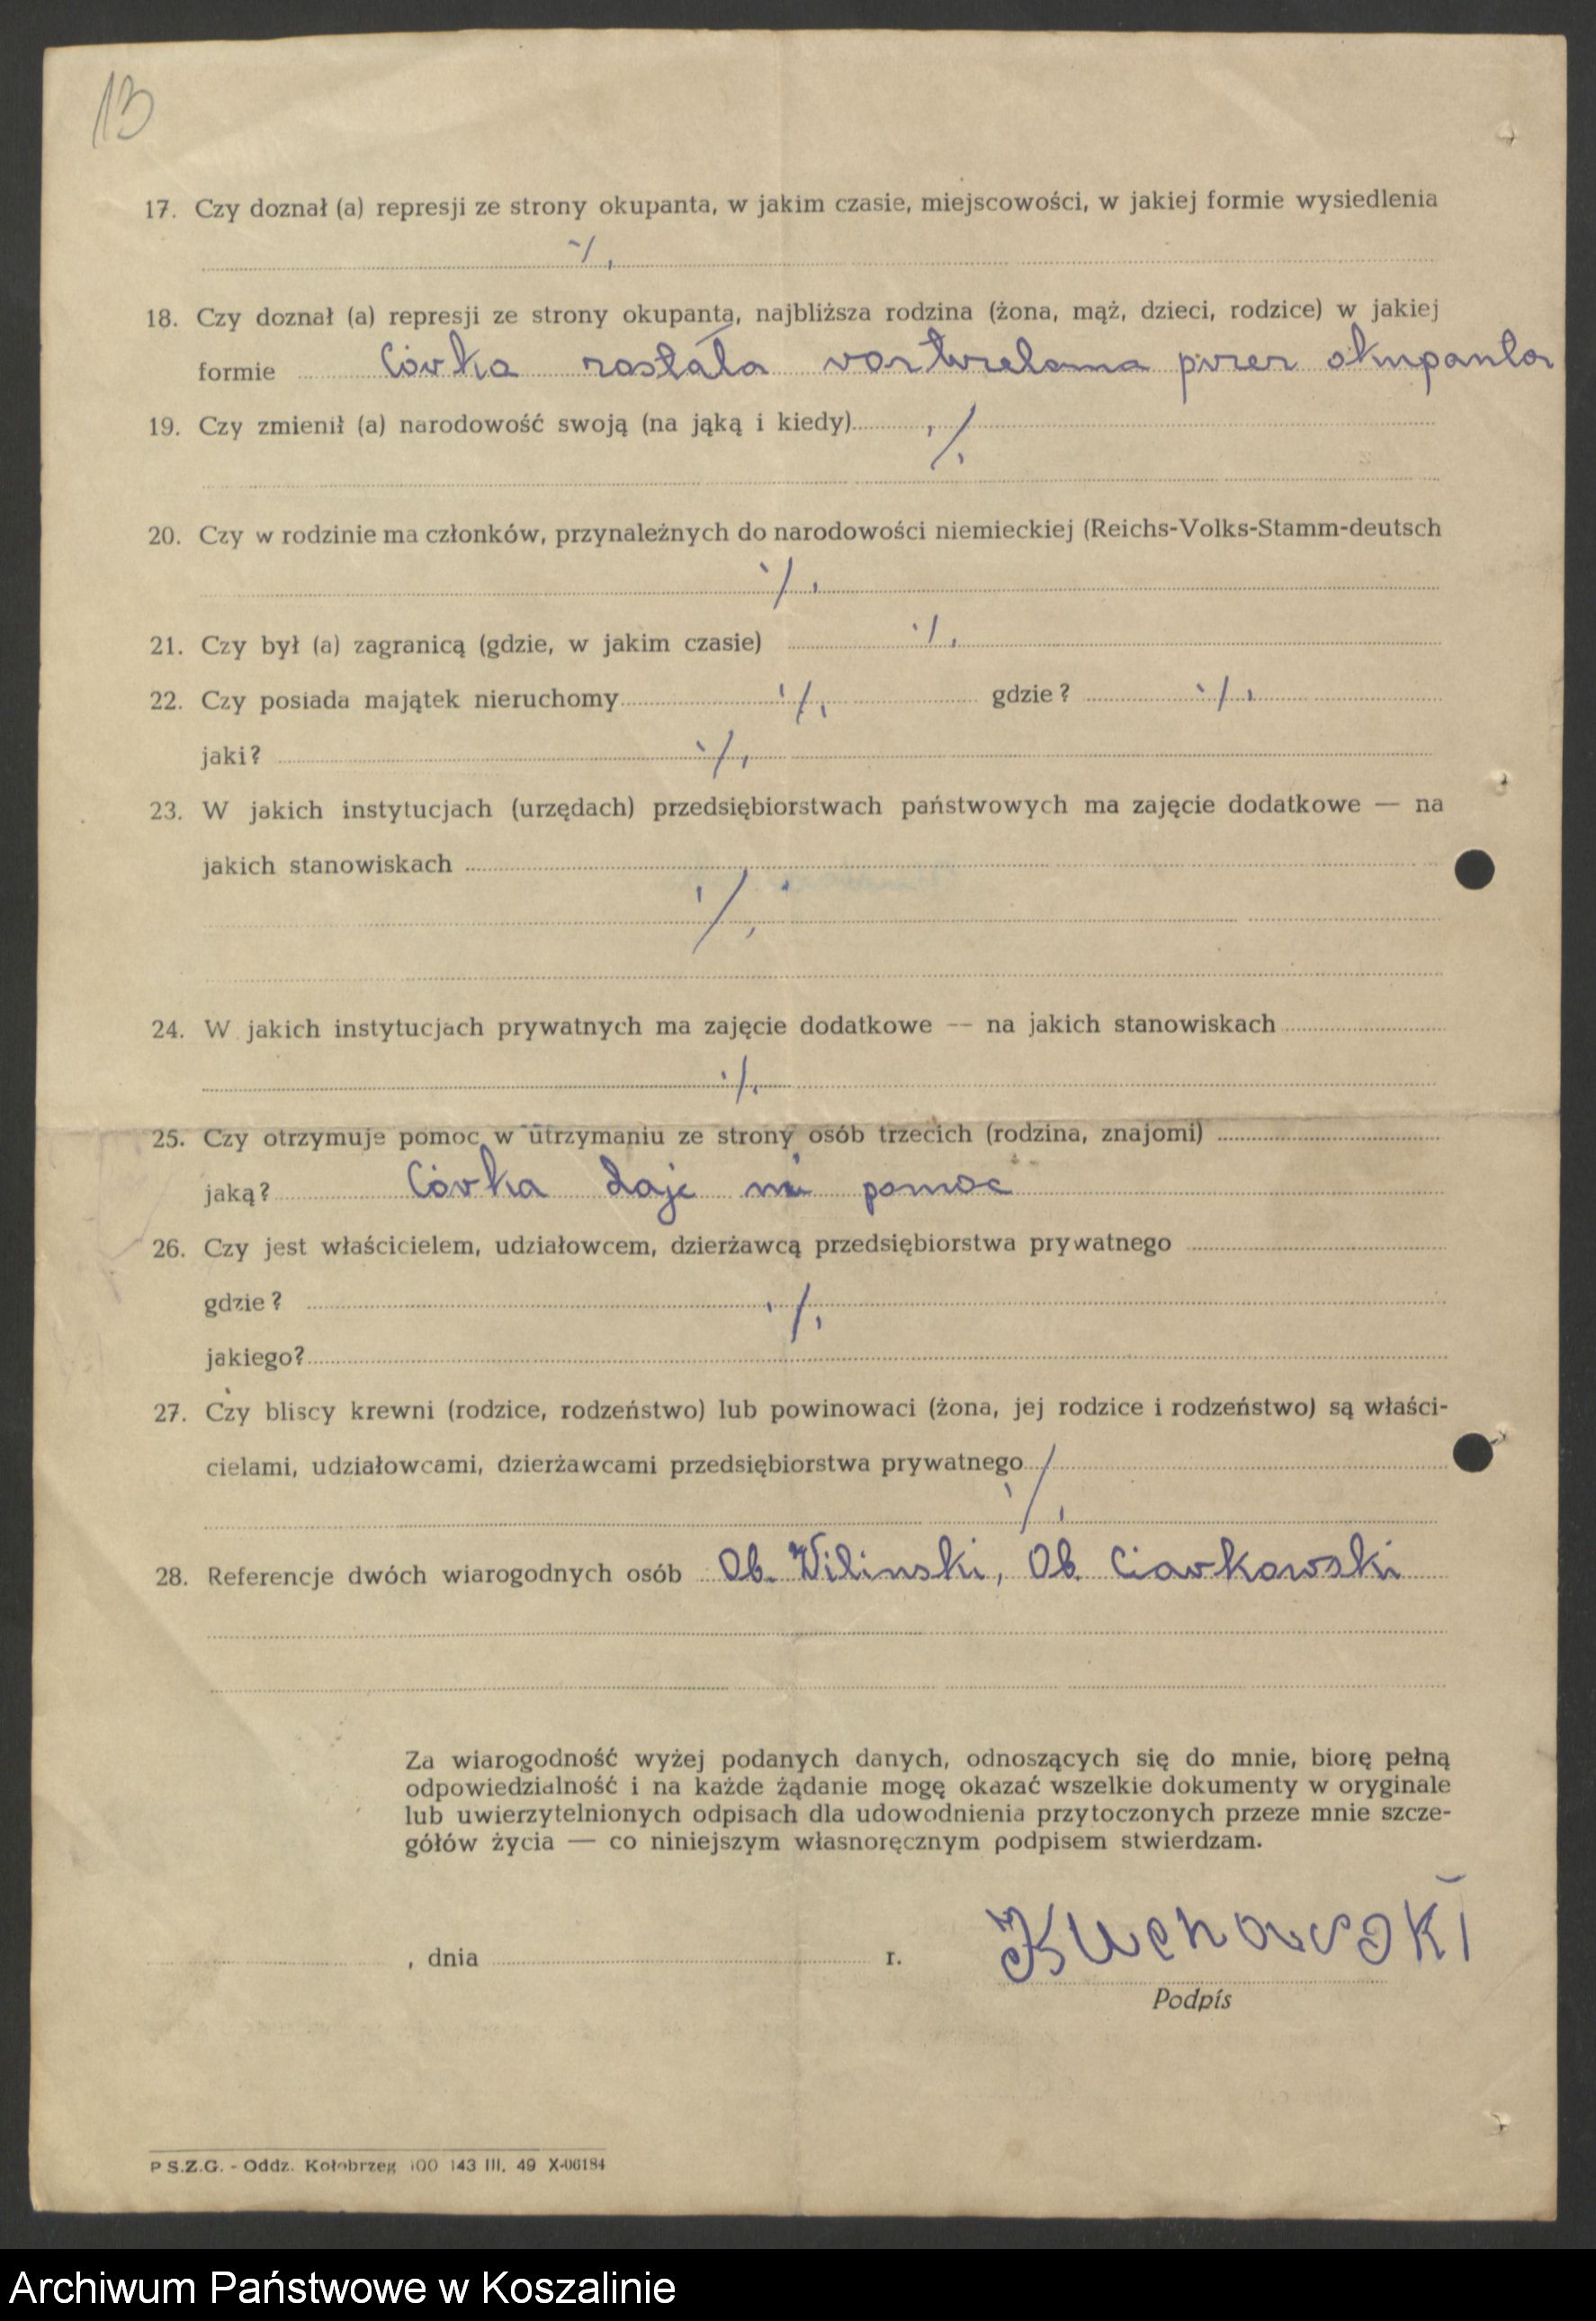 13
17. Czy doznał (a) represji ze strony okupanta, w jakim czasie, miejscowości, w jakiej formie wysiedlenia
·/.
18. Czy doznał (a) represji ze strony okupanta, najbliższa rodzina (żona, mąż, dzieci, rodzice) w jakiej
formie Córka zostala rostrzelana przez okupanta
19. Czy zmienił (a) narodowość swoją (na jąką i kiedy) ·/.
20. Czy w rodzinie ma członków, przynależnych do narodowości niemieckiej (Reichs-Volks-Stamm-deutsch
·/.
21. Czy był (a) zagranicą (gdzie, w jakim czasie) ·/.
22. Czy posiada majątek nieruchomy ·/. gdzie? ·/.
jaki? ·/.
23. W jakich instytucjach (urzędach) przedsiębiorstwach państwowych ma zajęcie dodatkowe — na
jakich stanowiskach
·/.
24. W jakich instytucjach prywatnych ma zajęcie dodatkowe — na jakich stanowiskach
·/.
25. Czy otrzymuje pomoc w utrzymaniu ze strony osób trzecich (rodzina, znajomi)
jaką? Córka daje mi pomoc
26. Czy jest właścicielem, udziałowcem, dzierżawcą przedsiębiorstwa prywatnego
gdzie? ·/.
jakiego?
27. Czy bliscy krewni (rodzice, rodzeństwo) lub powinowaci (żona, jej rodzice i rodzeństwo) są właści-
cielami, udziałowcami, dzierżawcami przedsiębiorstwa prywatnego
·/.
28. Referencje dwóch wiarogodnych osób Ob. Wilinski, Ob. Ciarkowski
Za wiarogodność wyżej podanych danych, odnoszących się do mnie, biorę pełną
odpowiedzialność i na każde żądanie mogę okazać wszelkie dokumenty w oryginale
lub uwierzytelnionych odpisach dla udowodnienia przytoczonych przeze mnie szcze-
gółów życia — co niniejszym własnoręcznym podpisem stwierdzam.
, dnia r. Kuchowski
Podpis
P S.Z.G. - Oddz. Kołobrzeg 100 143 III. 49 X-06184
Archiwum Państwowe w Koszalinie